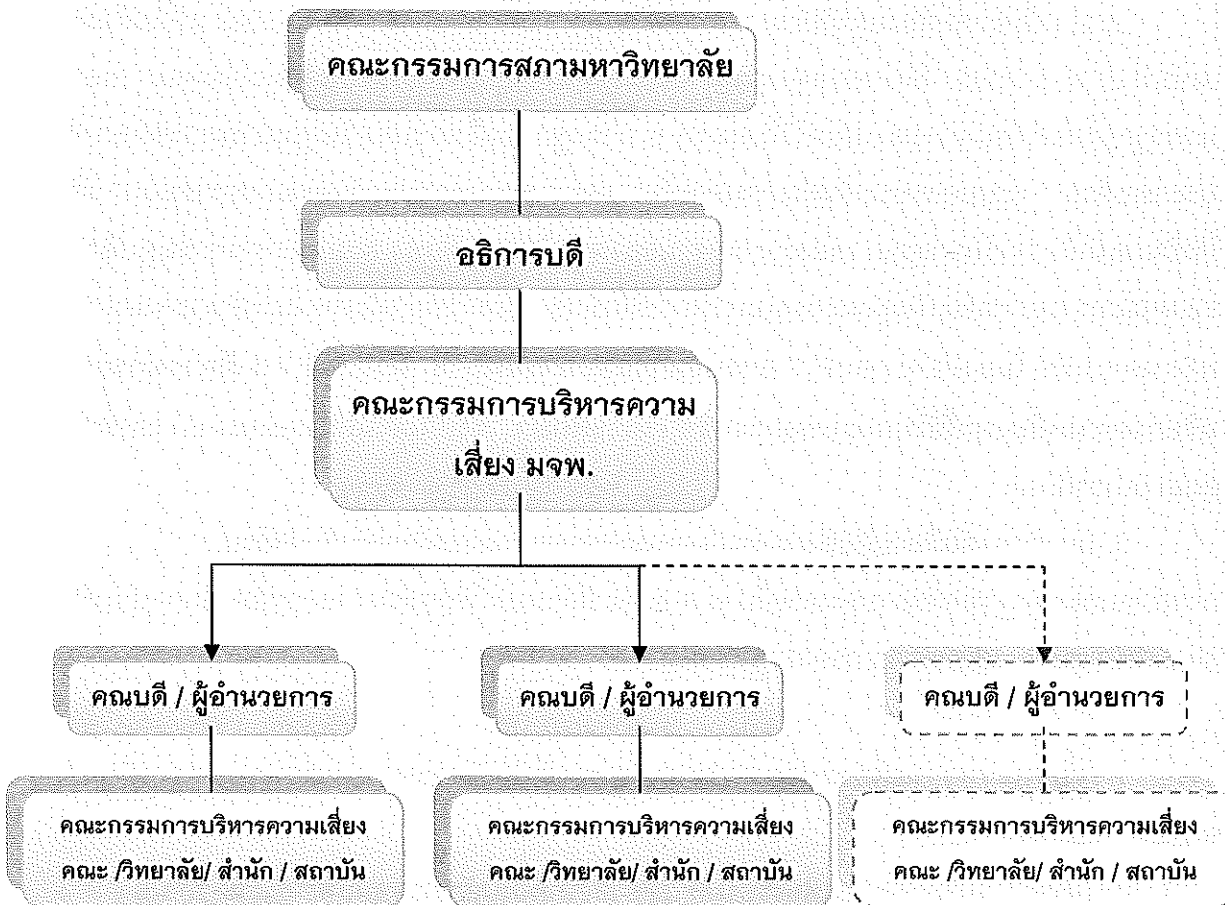 คณะกรรมการสภามหาวิทยาลัย
อธิการบดี
คณะกรรมการบริหารความ
เสี่ยง มจพ.
คณบดี / ผู้อำนวยการ
คณบดี / ผู้อำนวยการ
คณบดี / ผู้อำนวยการ
คณะกรรมการบริหารความเสี่ยง
คณะ /วิทยาลัย/ สำนัก / สถาบัน
คณะกรรมการบริหารความเสี่ยง
คณะ /วิทยาลัย/ สำนัก / สถาบัน
คณะกรรมการบริหารความเสี่ยง
คณะ /วิทยาลัย/ สำนัก / สถาบัน